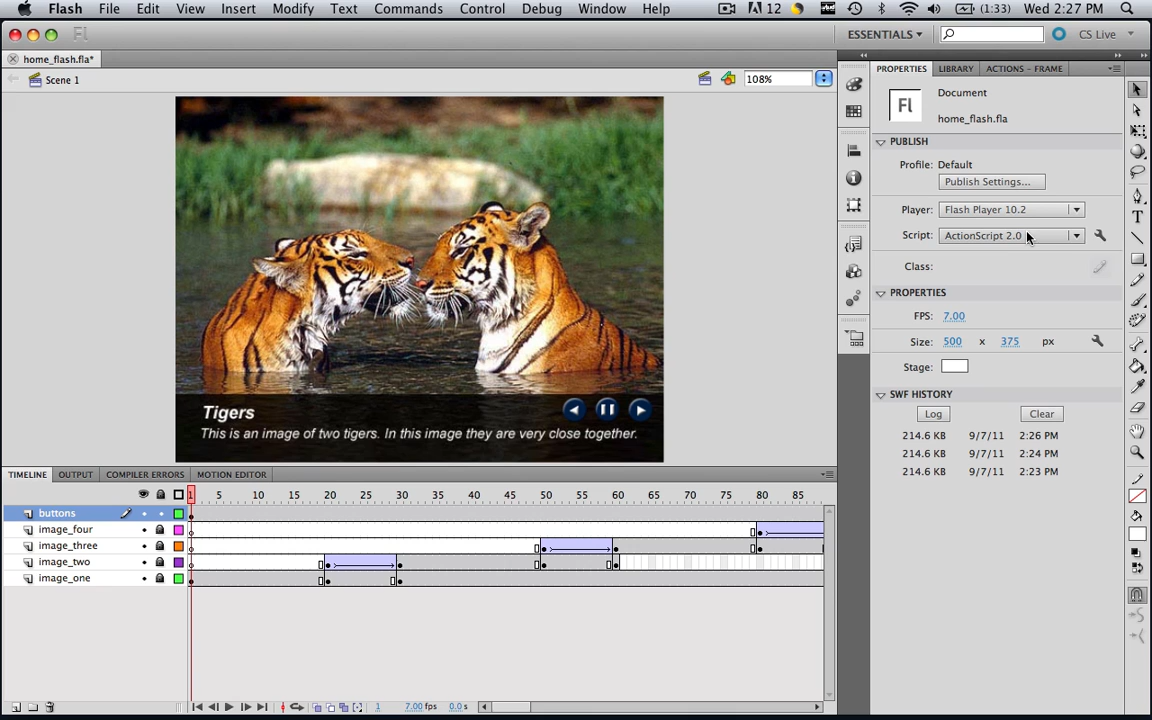 Flash File Edit View Insert Modify Text Commands Control Debug Window Help 12 (1:33) Wed 2:27 PM
Fl ESSENTIALS CS Live
home_flash.fla*
Scene 1 108%
PROPERTIES LIBRARY ACTIONS - FRAME
Fl
Document
home_flash.fla
PUBLISH
Profile: Default
Publish Settings...
Player: Flash Player 10.2
Script: ActionScript 2.0
Class:
PROPERTIES
FPS: 7.00
Size: 500 x 375 px
Stage:
SWF HISTORY
Log Clear
214.6 KB 9/7/11 2:26 PM
214.6 KB 9/7/11 2:24 PM
214.6 KB 9/7/11 2:23 PM
Tigers
This is an image of two tigers. In this image they are very close together.
TIMELINE OUTPUT COMPILER ERRORS MOTION EDITOR
1 5 10 15 20 25 30 35 40 45 50 55 60 65 70 75 80 85
buttons
image_four
image_three
image_two
image_one
1 7.00 fps 0.0 s